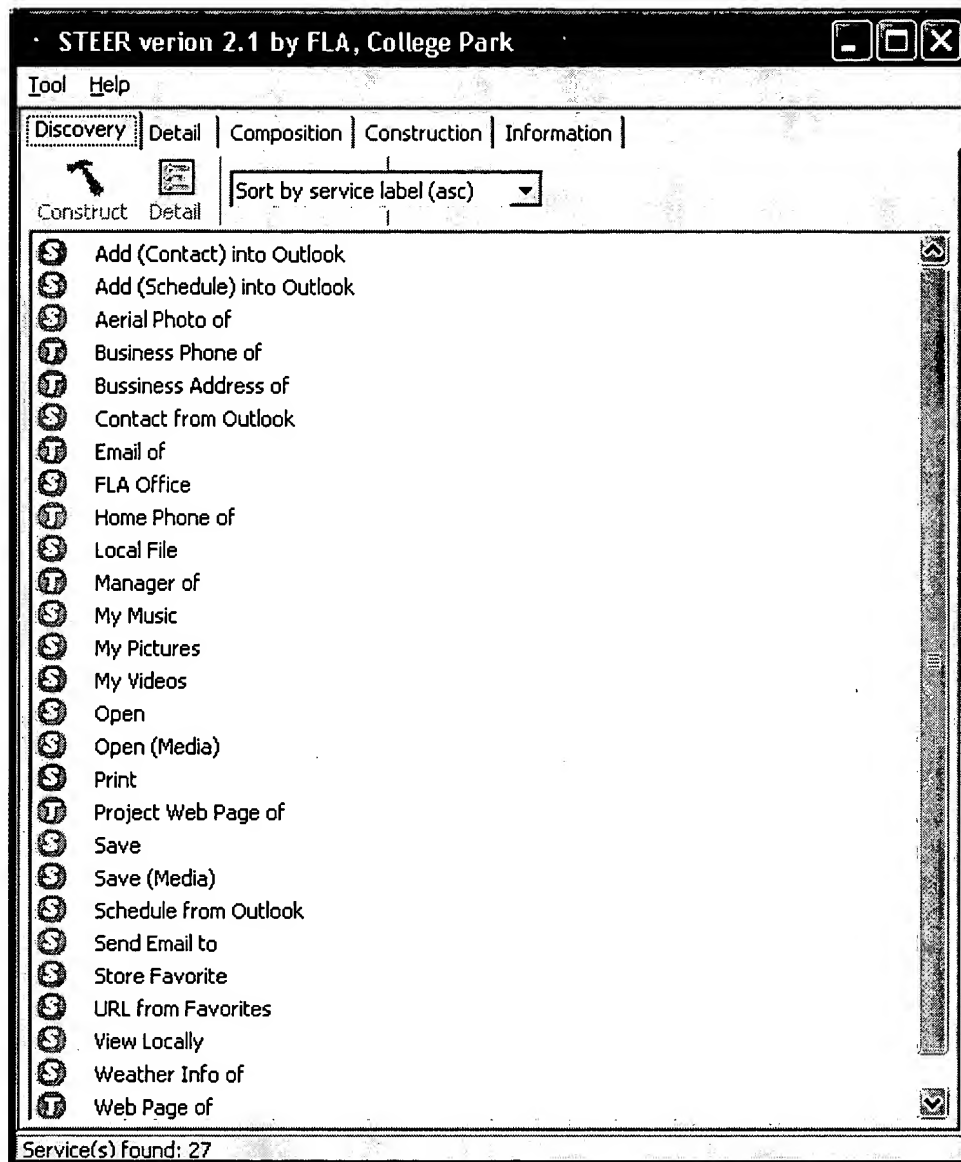 STEER verion 2.1 by FLA, College Park
Tool Help
Discovery Detail Composition Construction Information
Construct Detail Sort by service label (asc)
S Add (Contact) into Outlook
S Add (Schedule) into Outlook
S Aerial Photo of
T Business Phone of
T Bussiness Address of
S Contact from Outlook
T Email of
S FLA Office
T Home Phone of
S Local File
T Manager of
S My Music
S My Pictures
S My Videos
S Open
S Open (Media)
S Print
T Project Web Page of
S Save
S Save (Media)
S Schedule from Outlook
S Send Email to
S Store Favorite
S URL from Favorites
S View Locally
S Weather Info of
T Web Page of
Service(s) found: 27